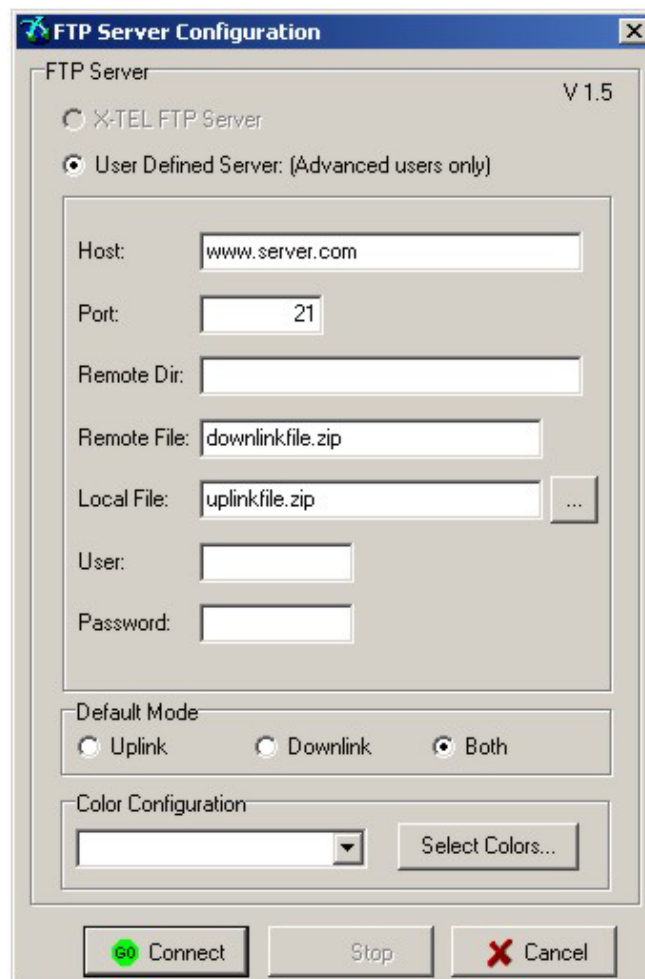 FTP Server Configuration
FTP Server
V 1.5
X-TEL FTP Server
User Defined Server: (Advanced users only)
Host: www.server.com
Port: 21
Remote Dir:
Remote File: downlinkfile.zip
Local File: uplinkfile.zip ...
User:
Password:
Default Mode
Uplink Downlink Both
Color Configuration
Select Colors...
GO Connect Stop Cancel